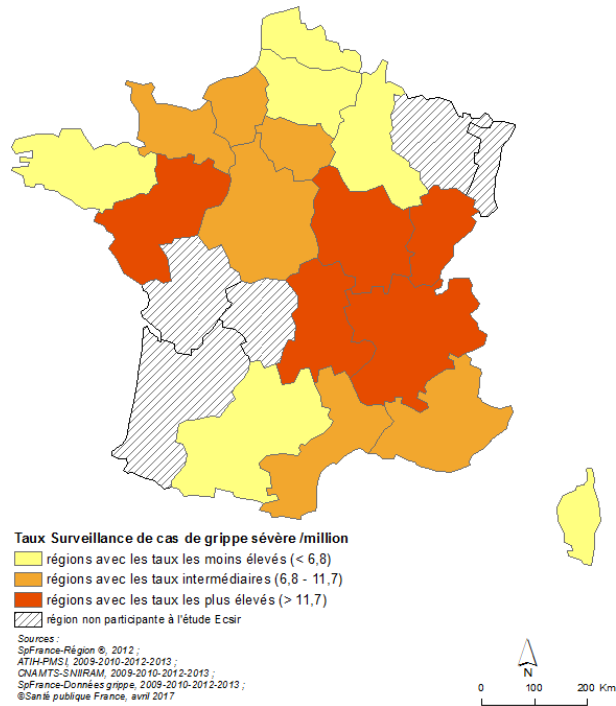 Taux Surveillance de cas de grippe sévère /million
régions avec les taux les moins élevés (< 6,8)
régions avec les taux intermédiaires (6,8 - 11,7)
régions avec les taux les plus élevés (> 11,7)
région non participante à l'étude Ecsir
Sources :
SpFrance-Région ®, 2012 ;
ATIH-PMSI, 2009-2010-2012-2013 ;
CNAMTS-SNIIRAM, 2009-2010-2012-2013 ;
SpFrance-Données grippe, 2009-2010-2012-2013 ;
©Santé publique France, avril 2017
N
0 100 200 Km